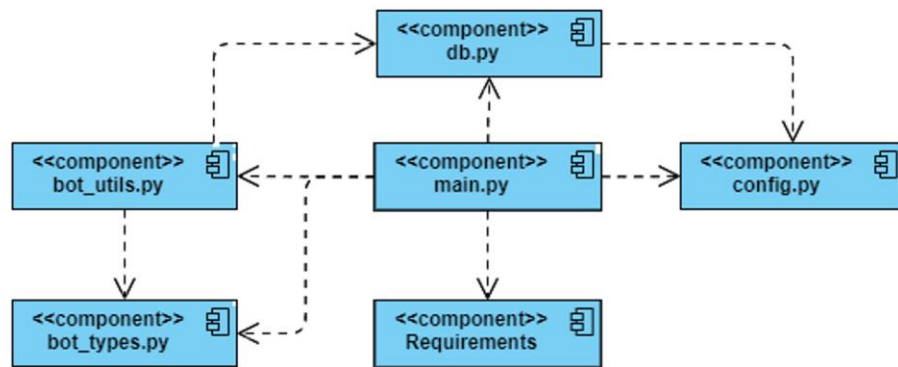 <<component>>
db.py
<<component>>
bot_utils.py
<<component>>
main.py
<<component>>
config.py
<<component>>
bot_types.py
<<component>>
Requirements